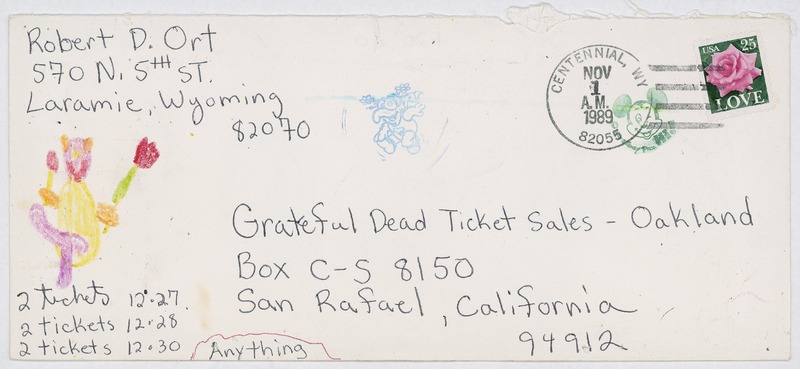 Robert D. Ort
570 N. 5TH ST.
Laramie, Wyoming
82070
CENTENNIAL, WY
NOV
1
A.M.
1989
82055
USA 25
LOVE
Grateful Dead Ticket Sales - Oakland
Box C-S 8150
San Rafael, California
94912
2 tickets 12.27.
2 tickets 12.28
2 tickets 12.30
Anything